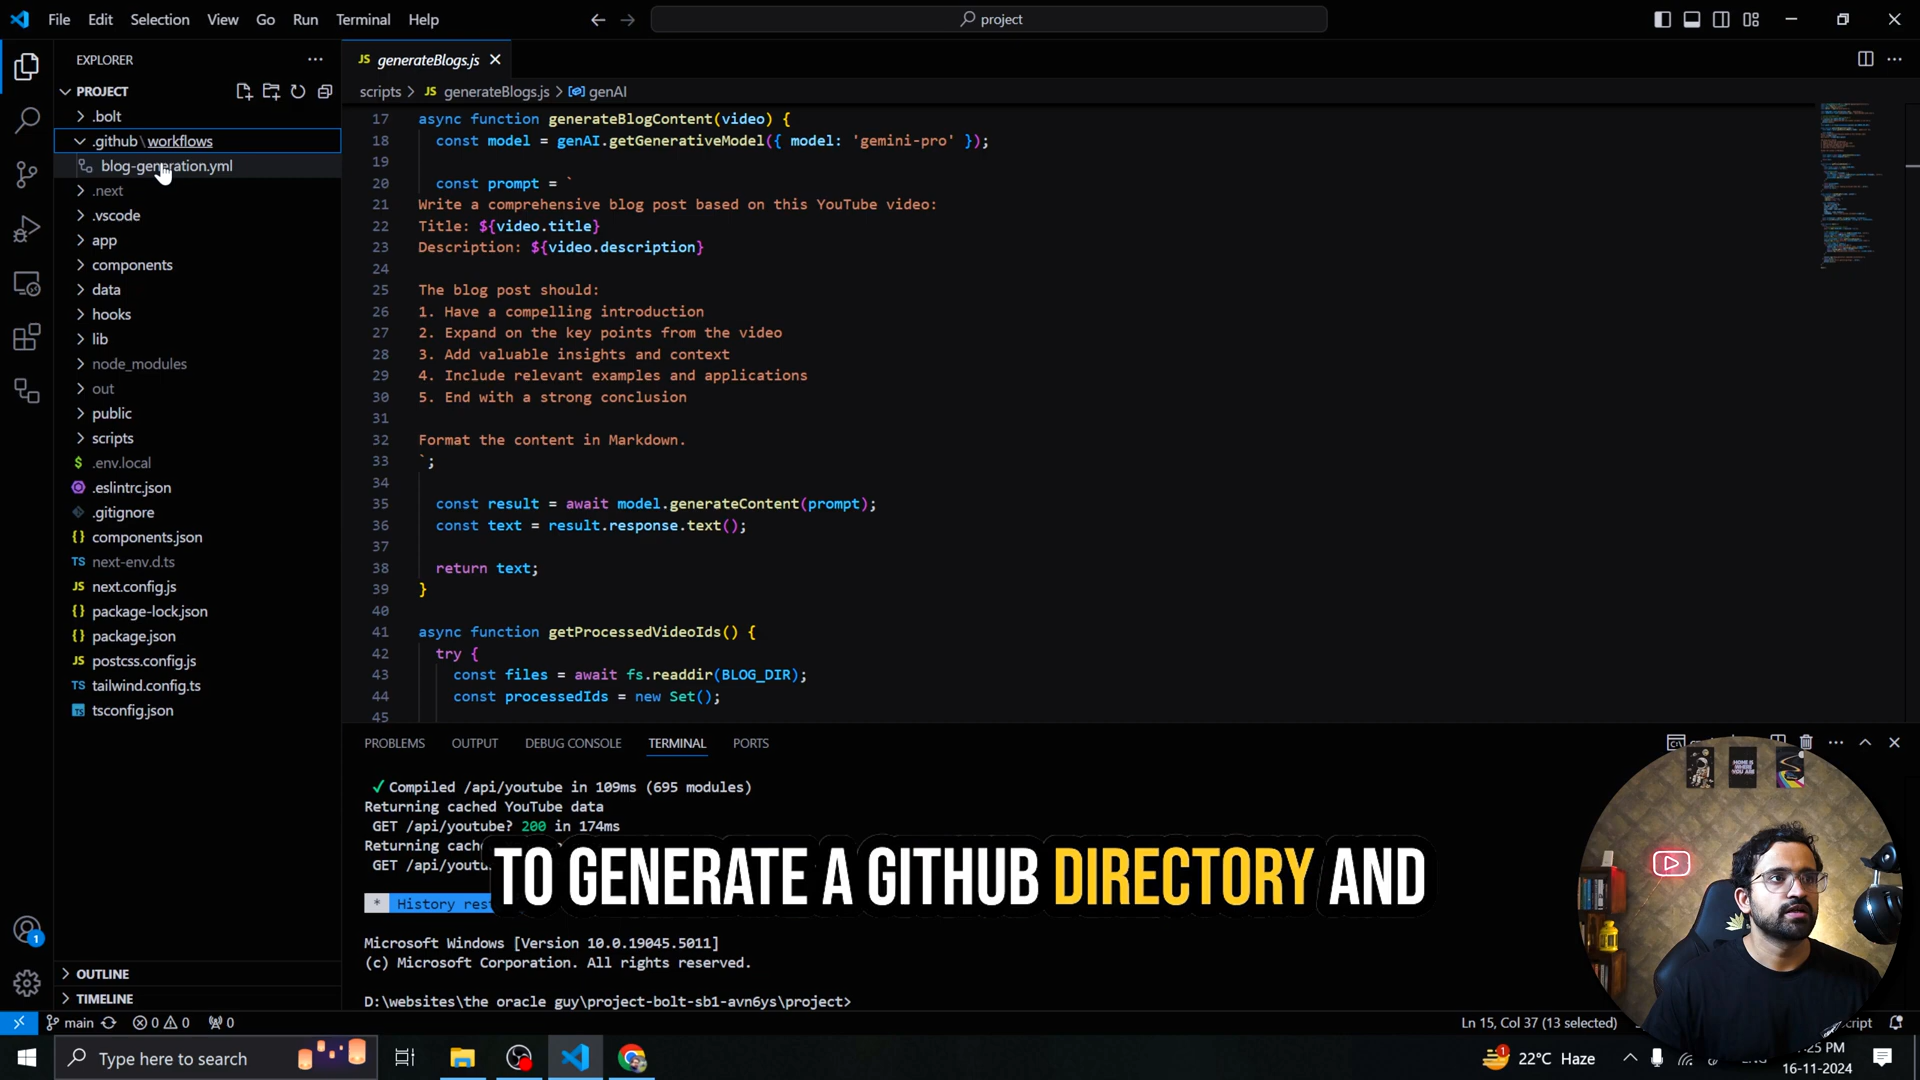 File Edit Selection View Go Run Terminal Help
project
EXPLORER
PROJECT
.bolt
.github\workflows
blog-generation.yml
.next
.vscode
app
components
data
hooks
lib
node_modules
out
public
scripts
.env.local
.eslintrc.json
.gitignore
components.json
next-env.d.ts
next.config.js
package-lock.json
package.json
postcss.config.js
tailwind.config.ts
tsconfig.json
OUTLINE
TIMELINE
JS generateBlogs.js
scripts > JS generateBlogs.js > genAI
17 async function generateBlogContent(video) {
18 const model = genAI.getGenerativeModel({ model: 'gemini-pro' });
19
20 const prompt = `
21 Write a comprehensive blog post based on this YouTube video:
22 Title: ${video.title}
23 Description: ${video.description}
24
25 The blog post should:
26 1. Have a compelling introduction
27 2. Expand on the key points from the video
28 3. Add valuable insights and context
29 4. Include relevant examples and applications
30 5. End with a strong conclusion
31
32 Format the content in Markdown.
33 `;
34
35 const result = await model.generateContent(prompt);
36 const text = result.response.text();
37
38 return text;
39 }
40
41 async function getProcessedVideoIds() {
42 try {
43 const files = await fs.readdir(BLOG_DIR);
44 const processedIds = new Set();
45
PROBLEMS OUTPUT DEBUG CONSOLE TERMINAL PORTS
✓ Compiled /api/youtube in 109ms (695 modules)
Returning cached YouTube data
GET /api/youtube? 200 in 174ms
Returning
GET
* History
TO GENERATE A GITHUB DIRECTORY AND
Microsoft Windows [Version 10.0.19045.5011]
(c) Microsoft Corporation. All rights reserved.
D:\websites\the oracle guy\project-bolt-sb1-avn6ys\project>
main 0 0 0
Ln 15, Col 37 (13 selected)
Type here to search
22°C Haze
16-11-2024